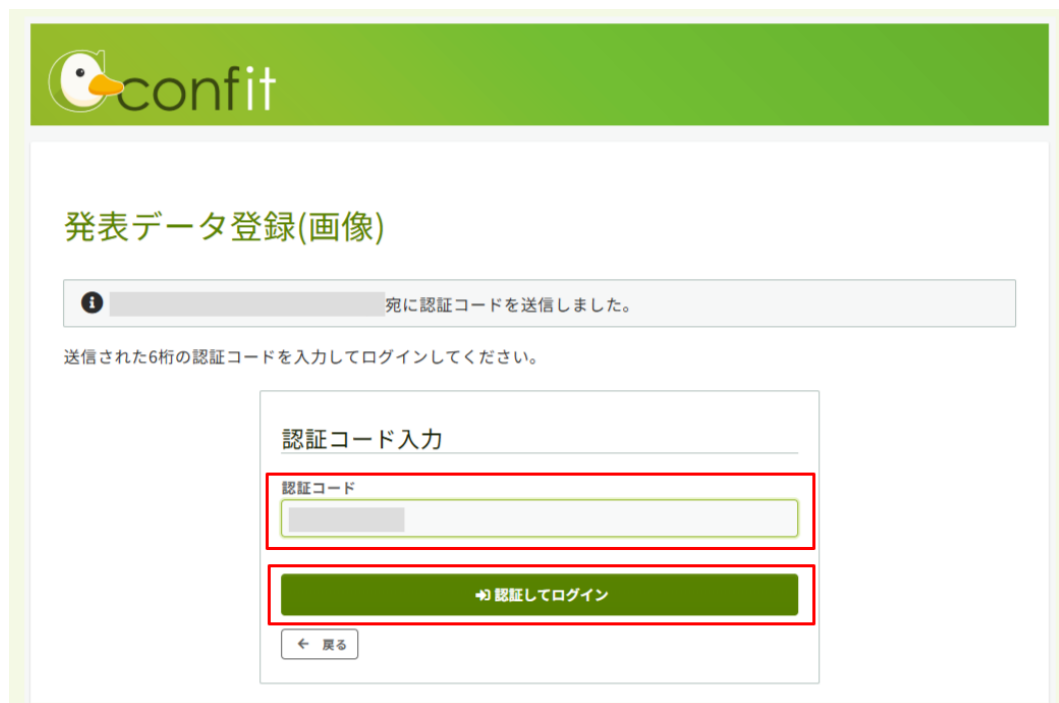 confit
発表データ登録(画像)
宛に認証コードを送信しました。
送信された6桁の認証コードを入力してログインしてください。
認証コード入力
認証コード
認証してログイン
戻る